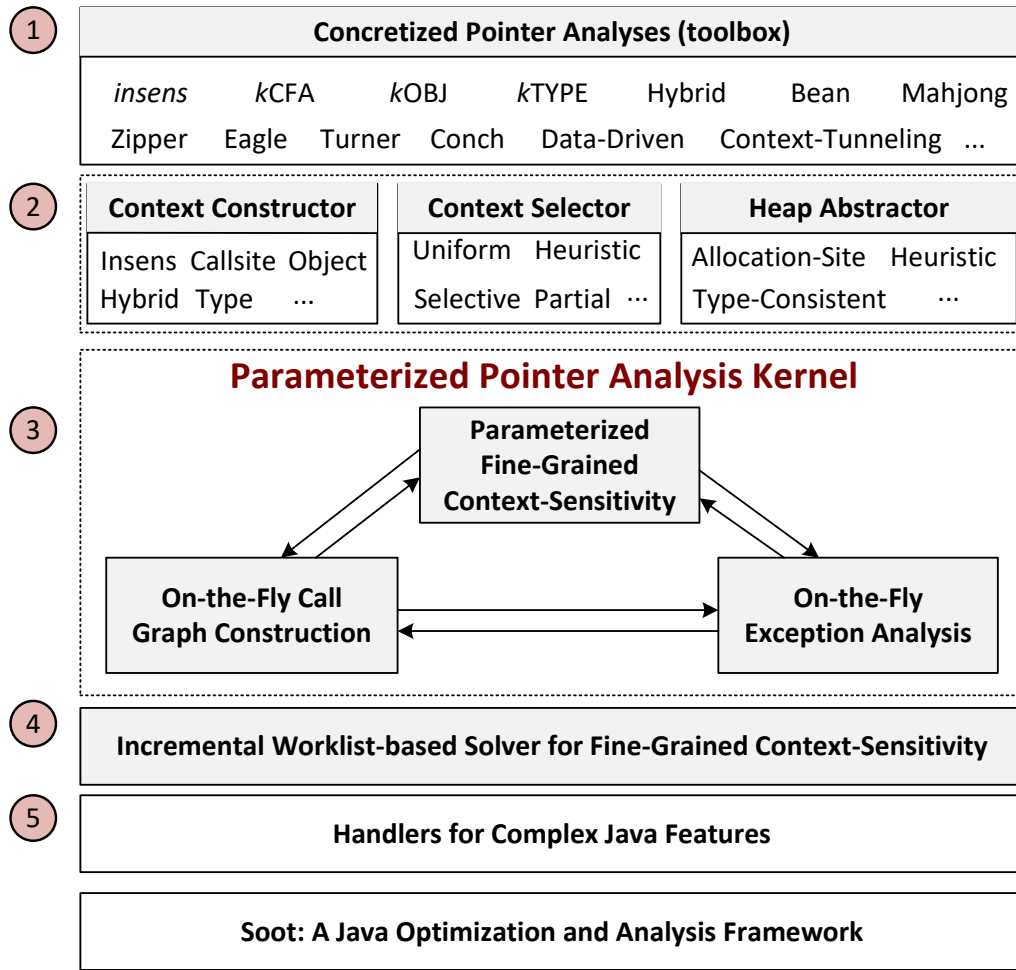 1
Concretized Pointer Analyses (toolbox)
insens kCFA kOBJ kTYPE Hybrid Bean Mahjong
Zipper Eagle Turner Conch Data-Driven Context-Tunneling ...
2
Context Constructor
Insens Callsite Object
Hybrid Type ...
Context Selector
Uniform Heuristic
Selective Partial ...
Heap Abstractor
Allocation-Site Heuristic
Type-Consistent ...
Parameterized Pointer Analysis Kernel
3
Parameterized
Fine-Grained
Context-Sensitivity
On-the-Fly Call
Graph Construction
On-the-Fly
Exception Analysis
4
Incremental Worklist-based Solver for Fine-Grained Context-Sensitivity
5
Handlers for Complex Java Features
Soot: A Java Optimization and Analysis Framework